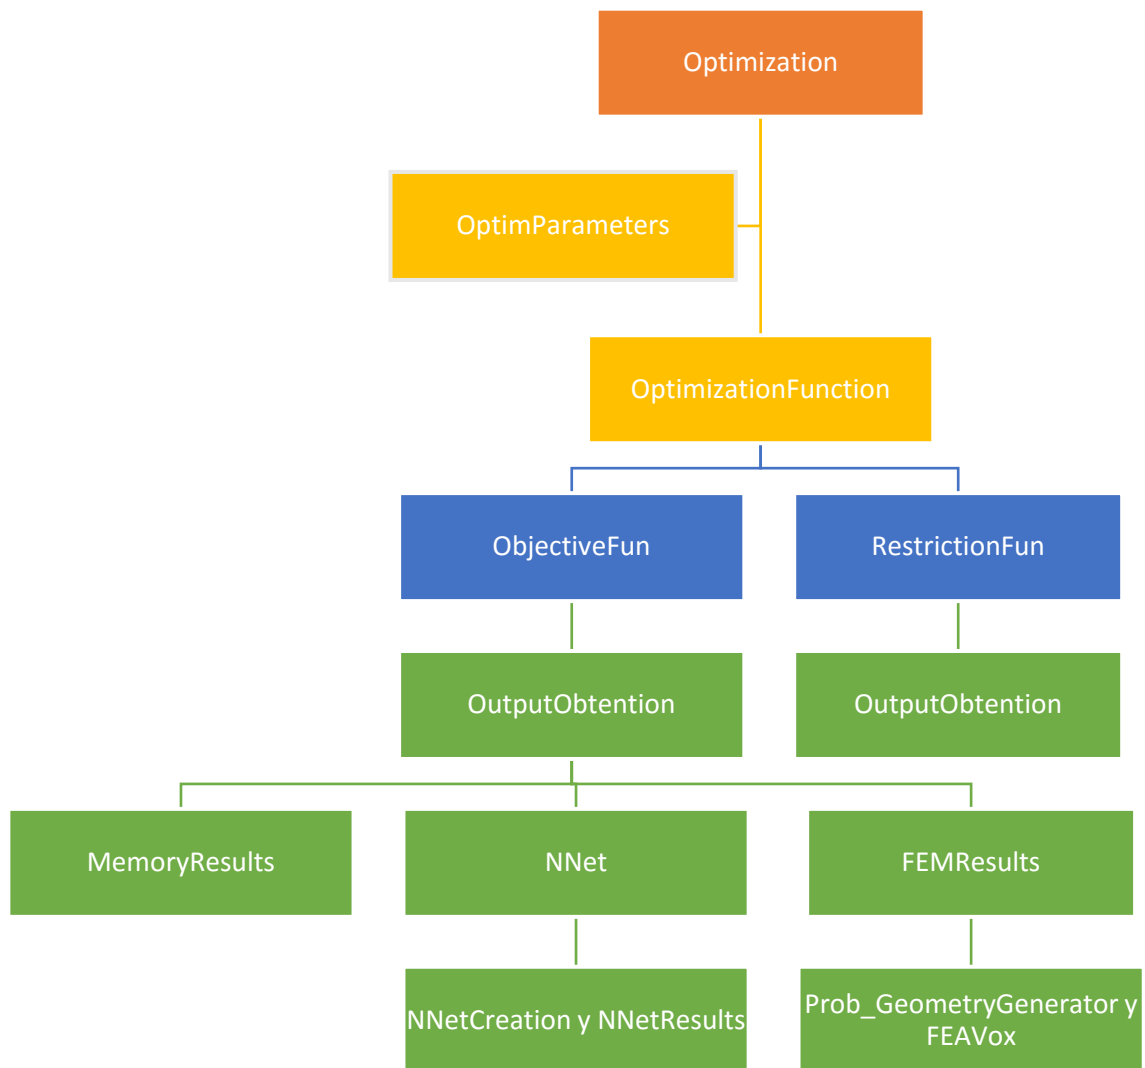 Optimization
OptimParameters
OptimizationFunction
ObjectiveFun
RestrictionFun
OutputObtention
OutputObtention
MemoryResults
NNet
FEMResults
NNetCreation y NNetResults
Prob_GeometryGenerator y
FEAVox